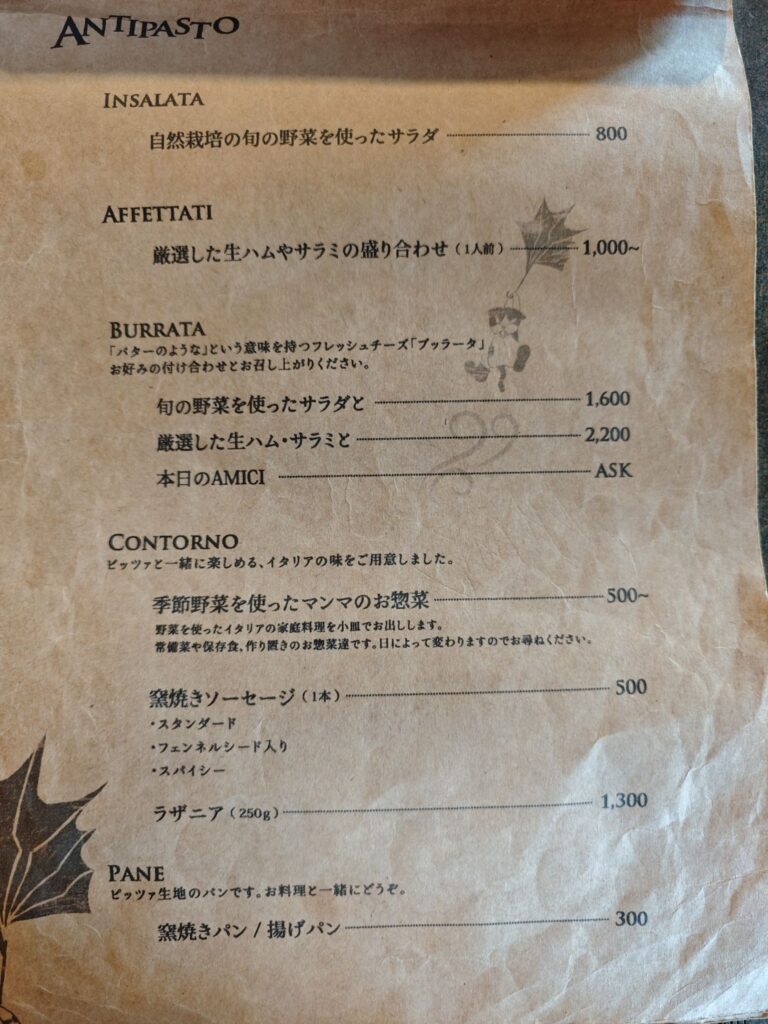 ANTIPASTO
INSALATA
自然栽培の旬の野菜を使ったサラダ 800
AFFETTATI
厳選した生ハムやサラミの盛り合わせ（1人前） 1,000~
BURRATA
「バターのような」という意味を持つフレッシュチーズ「ブッラータ」
お好みの付け合わせとお召し上がりください。
旬の野菜を使ったサラダと 1,600
厳選した生ハム・サラミと 2,200
本日のAMICI ASK
CONTORNO
ピッツァと一緒に楽しめる、イタリアの味をご用意しました。
季節野菜を使ったマンマのお惣菜 500~
野菜を使ったイタリアの家庭料理を小皿でお出しします。
常備菜や保存食、作り置きのお惣菜達です。日によって変わりますのでお尋ねください。
窯焼きソーセージ（1本） 500
・スタンダード
・フェンネルシード入り
・スパイシー
ラザニア（250g） 1,300
PANE
ピッツァ生地のパンです。お料理と一緒にどうぞ。
窯焼きパン / 揚げパン 300